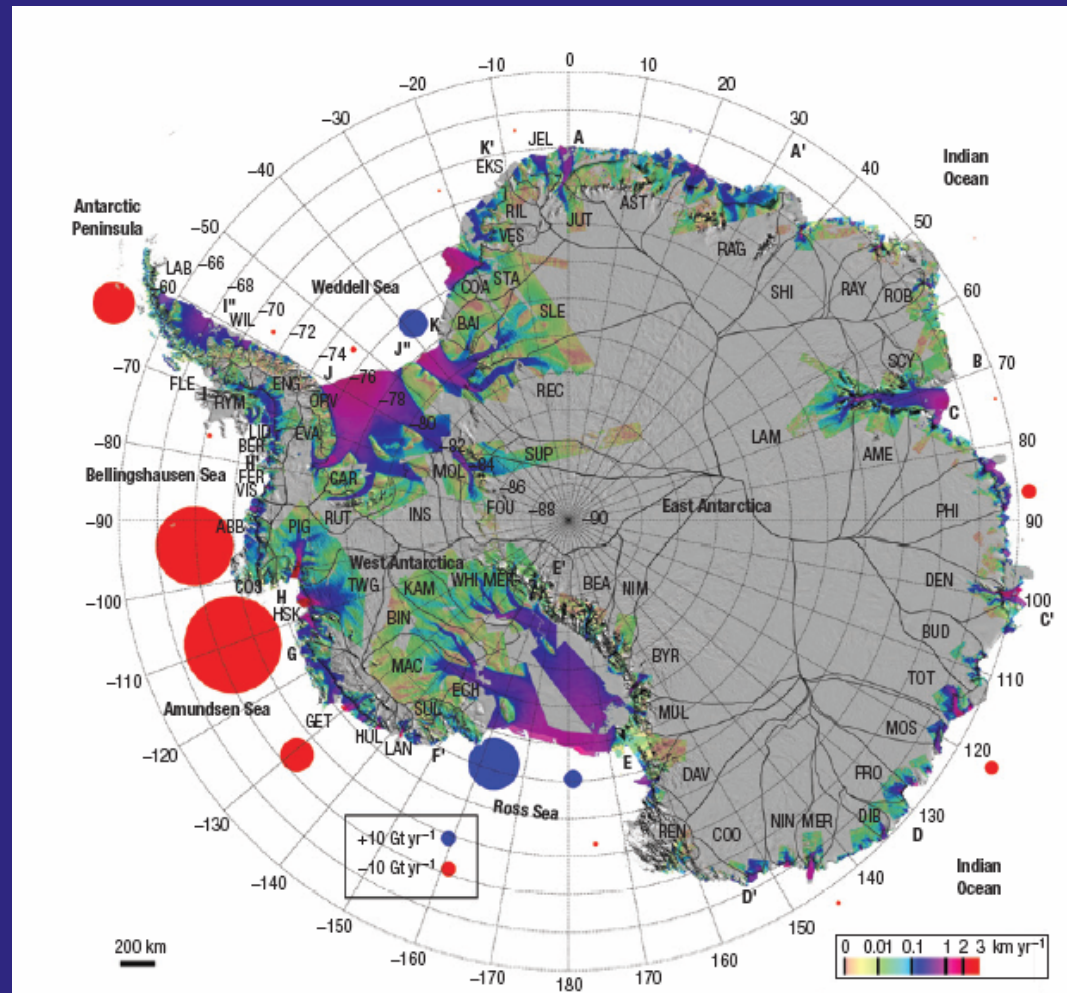 −10
0
10
−20
20
−30
30
−40
40
−50
50
−60
60
−70
70
−80
80
−90
90
−100
100
−110
110
−120
120
−130
130
−140
140
−150
150
−160
160
−170
170
180
Indian
Ocean
Antarctic
Peninsula
K'
JEL
A
A'
EKS
RIL
VES
JUT
AST
RAG
SHI
RAY
ROB
SCY
B
C
LAB
−66
−68
−70
−72
−74
−76
−78
−80
−82
−84
−86
−88
−90
I"
WIL
Weddell Sea
K
J"
J
COA
STA
BAI
SLE
REC
LAM
AME
FLE
I
RYM
ENG
ORV
EVA
LID
BER
H'
FER
VIS
Bellingshausen Sea
CAR
RUT
INS
MOL
SUP
FOU
East Antarctica
PHI
DEN
C'
BUD
TOT
MOS
FRO
DIB
D
ABB
PIG
COS
H
HSK
G
West Antarctica
TWG
KAM
WHI
MER
E'
BEA
NIM
BIN
MAC
ECH
SUL
BYR
MUL
DAV
E
REN
COO
NIN
MER
D'
Amundsen Sea
GET
HUL
LAN
F'
Ross Sea
+10 Gt yr⁻¹
−10 Gt yr⁻¹
Indian
Ocean
200 km
0 0.01 0.1 1 2 3 km yr⁻¹